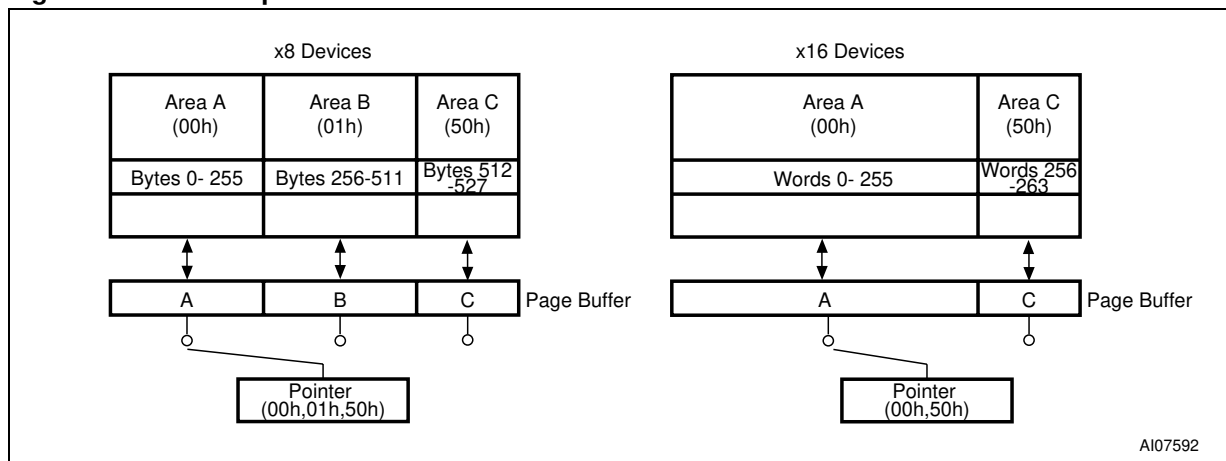 x8 Devices
Area A
(00h)
Area B
(01h)
Area C
(50h)
Bytes 0- 255
Bytes 256-511
Bytes 512
-527
A
B
C
Page Buffer
Pointer
(00h,01h,50h)
x16 Devices
Area A
(00h)
Area C
(50h)
Words 0- 255
Words 256
-263
A
C
Page Buffer
Pointer
(00h,50h)
AI07592